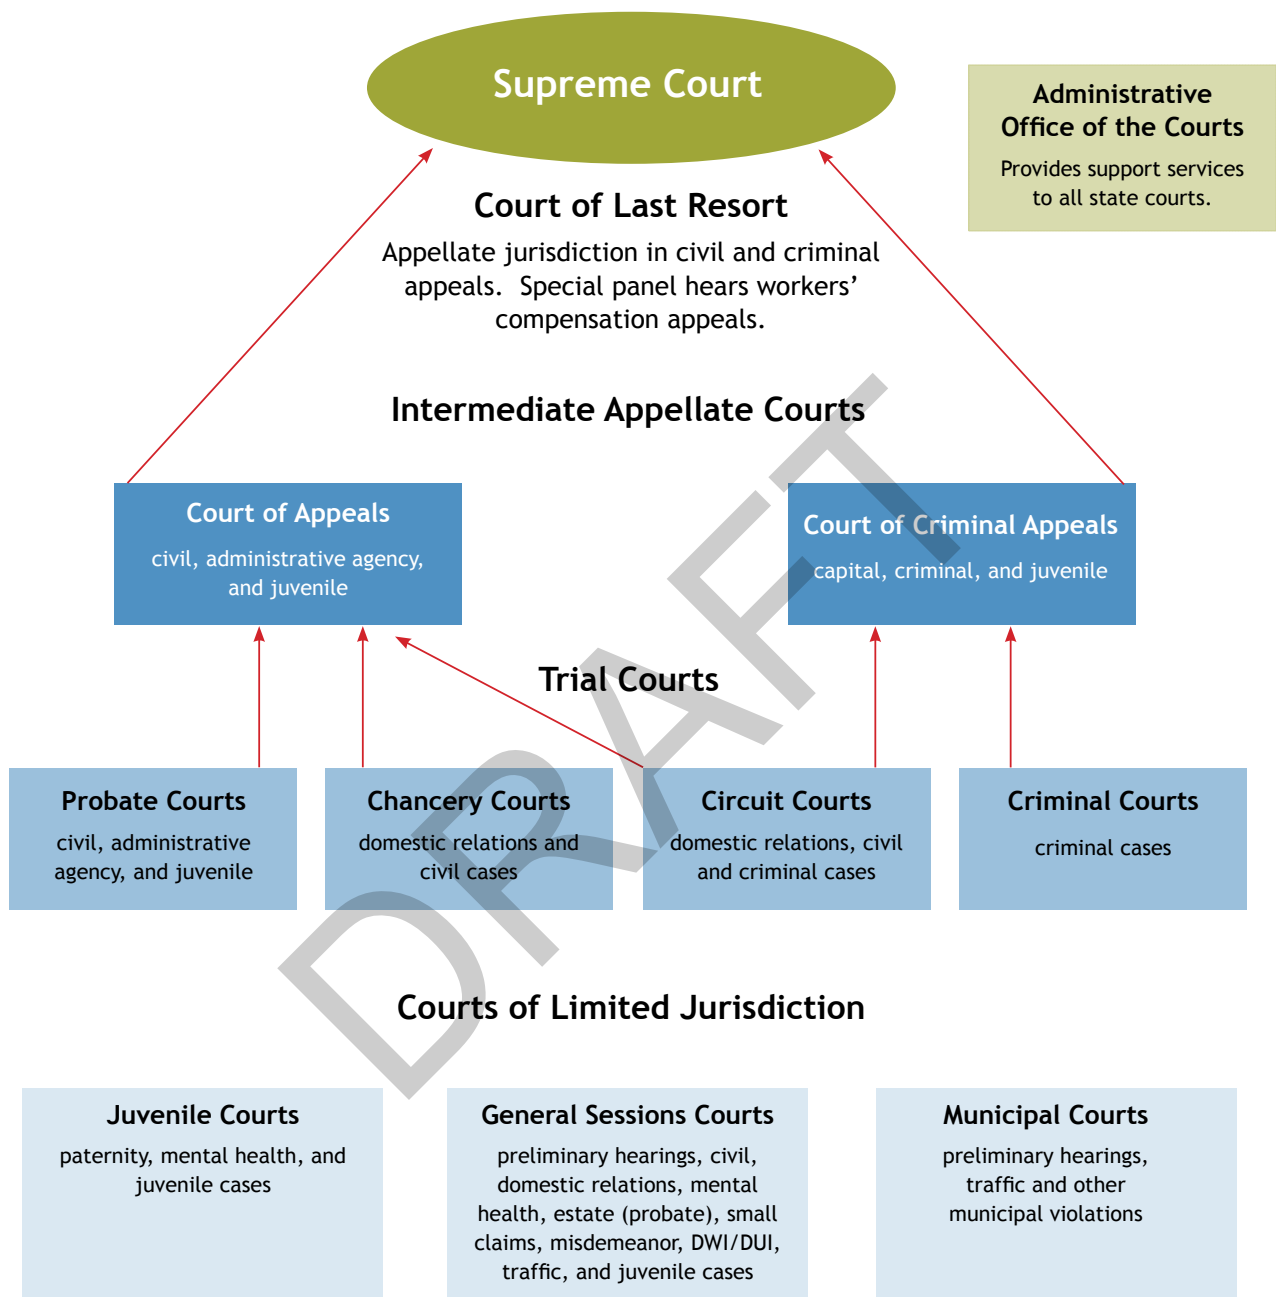 Supreme Court
Administrative
Office of the Courts
Provides support services
to all state courts.
Court of Last Resort
Appellate jurisdiction in civil and criminal
appeals.  Special panel hears workers’
compensation appeals.
Intermediate Appellate Courts
Court of Appeals
civil, administrative agency,
and juvenile
Court of Criminal Appeals
capital, criminal, and juvenile
Trial Courts
Probate Courts
civil, administrative
agency, and juvenile
Chancery Courts
domestic relations and
civil cases
Circuit Courts
domestic relations, civil
and criminal cases
Criminal Courts
criminal cases
DRAFT
Courts of Limited Jurisdiction
Juvenile Courts
paternity, mental health, and
juvenile cases
General Sessions Courts
preliminary hearings, civil,
domestic relations, mental
health, estate (probate), small
claims, misdemeanor, DWI/DUI,
traffic, and juvenile cases
Municipal Courts
preliminary hearings,
traffic and other
municipal violations